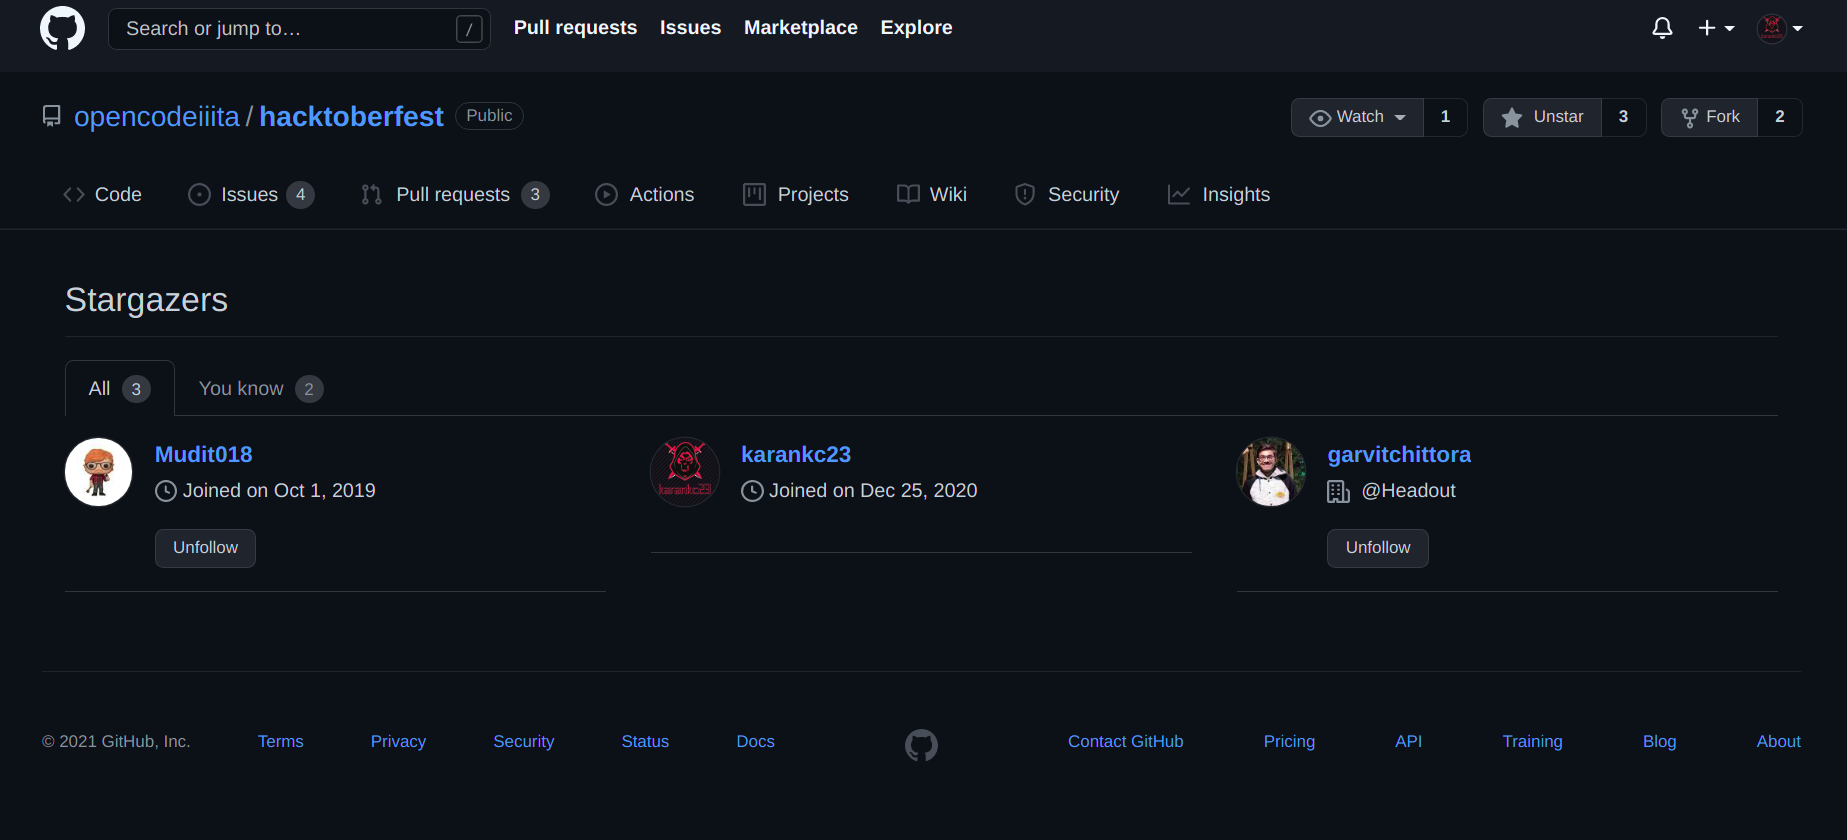 Search or jump to… /
Pull requests Issues Marketplace Explore
opencodeiiita / hacktoberfest Public
Watch 1 Unstar 3 Fork 2
Code Issues 4 Pull requests 3 Actions Projects Wiki Security Insights
Stargazers
All 3 You know 2
Mudit018
Joined on Oct 1, 2019
Unfollow
karankc23
karankc23
Joined on Dec 25, 2020
garvitchittora
@Headout
Unfollow
© 2021 GitHub, Inc. Terms Privacy Security Status Docs Contact GitHub Pricing API Training Blog About